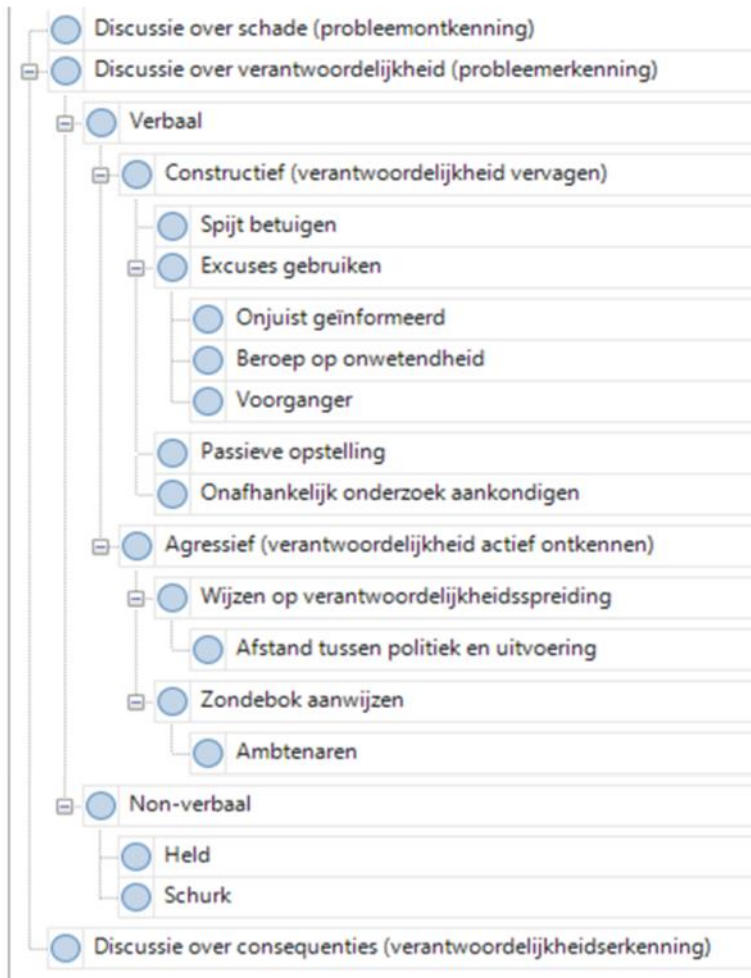 Discussie over schade (probleemontkenning)
Discussie over verantwoordelijkheid (probleemerkenning)
Verbaal
Constructief (verantwoordelijkheid vervagen)
Spijt betuigen
Excuses gebruiken
Onjuist geïnformeerd
Beroep op onwetendheid
Voorganger
Passieve opstelling
Onafhankelijk onderzoek aankondigen
Agressief (verantwoordelijkheid actief ontkennen)
Wijzen op verantwoordelijkheidsspreiding
Afstand tussen politiek en uitvoering
Zondebok aanwijzen
Ambtenaren
Non-verbaal
Held
Schurk
Discussie over consequenties (verantwoordelijkheidserkenning)